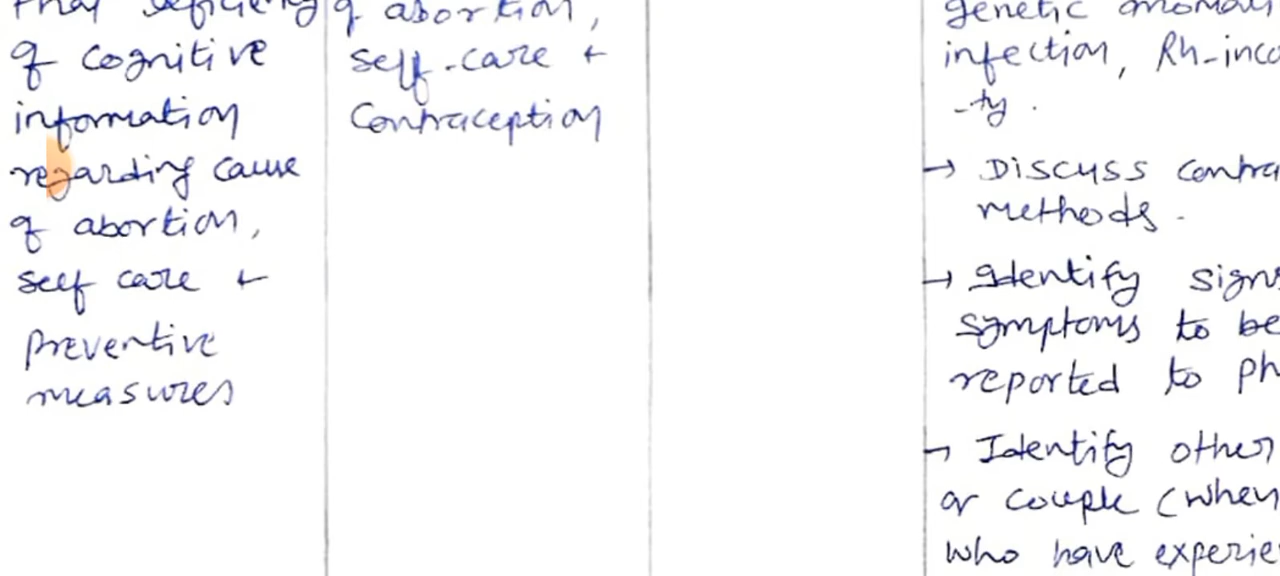 of cognitive
information
regarding cause
of abortion,
self care +
Preventive
measures
of abortion,
self-care +
Contraception
genetic
infection, Rh-inco
-ty.
→ Discuss contra
methods.
→ Identify signs
symptoms to be
reported to ph
→ Identify other
or couple (when
who have experie